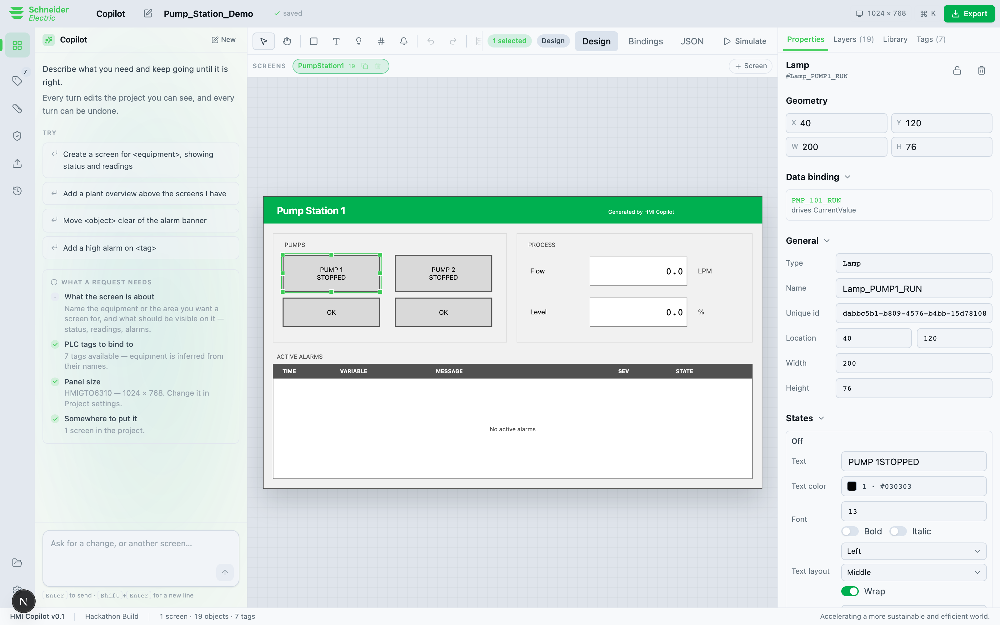 Schneider
Electric
Copilot
Pump_Station_Demo
saved
1024 × 768
⌘ K
Export
7
Copilot
New
Describe what you need and keep going until it is
right.
Every turn edits the project you can see, and every
turn can be undone.
TRY
Create a screen for <equipment>, showing
status and readings
Add a plant overview above the screens I have
Move <object> clear of the alarm banner
Add a high alarm on <tag>
WHAT A REQUEST NEEDS
What the screen is about
Name the equipment or the area you want a
screen for, and what should be visible on it —
status, readings, alarms.
PLC tags to bind to
7 tags available — equipment is inferred from
their names.
Panel size
HMIGTO6310 — 1024 × 768. Change it in
Project settings.
Somewhere to put it
1 screen in the project.
Ask for a change, or another screen...
Enter to send · Shift + Enter for a new line
N
1 selected
Design
Design
Bindings
JSON
Simulate
SCREENS
PumpStation1 19
+ Screen
Pump Station 1
Generated by HMI Copilot
PUMPS
PUMP 1
STOPPED
PUMP 2
STOPPED
OK
OK
PROCESS
Flow
0.0
LPM
Level
0.0
%
ACTIVE ALARMS
TIME
VARIABLE
MESSAGE
SEV
STATE
No active alarms
Properties
Layers (19)
Library
Tags (7)
Lamp
#Lamp_PUMP1_RUN
Geometry
X 40
Y 120
W 200
H 76
Data binding
PMP_101_RUN
drives CurrentValue
General
Type
Lamp
Name
Lamp_PUMP1_RUN
Unique id
dabbc5b1-b809-4576-b4bb-15d78108
Location
40
120
Width
200
Height
76
States
Off
Text
PUMP 1STOPPED
Text color
1 • #030303
Font
13
Bold
Italic
Left
Text layout
Middle
Wrap
HMI Copilot v0.1
Hackathon Build
1 screen · 19 objects · 7 tags
Accelerating a more sustainable and efficient world.